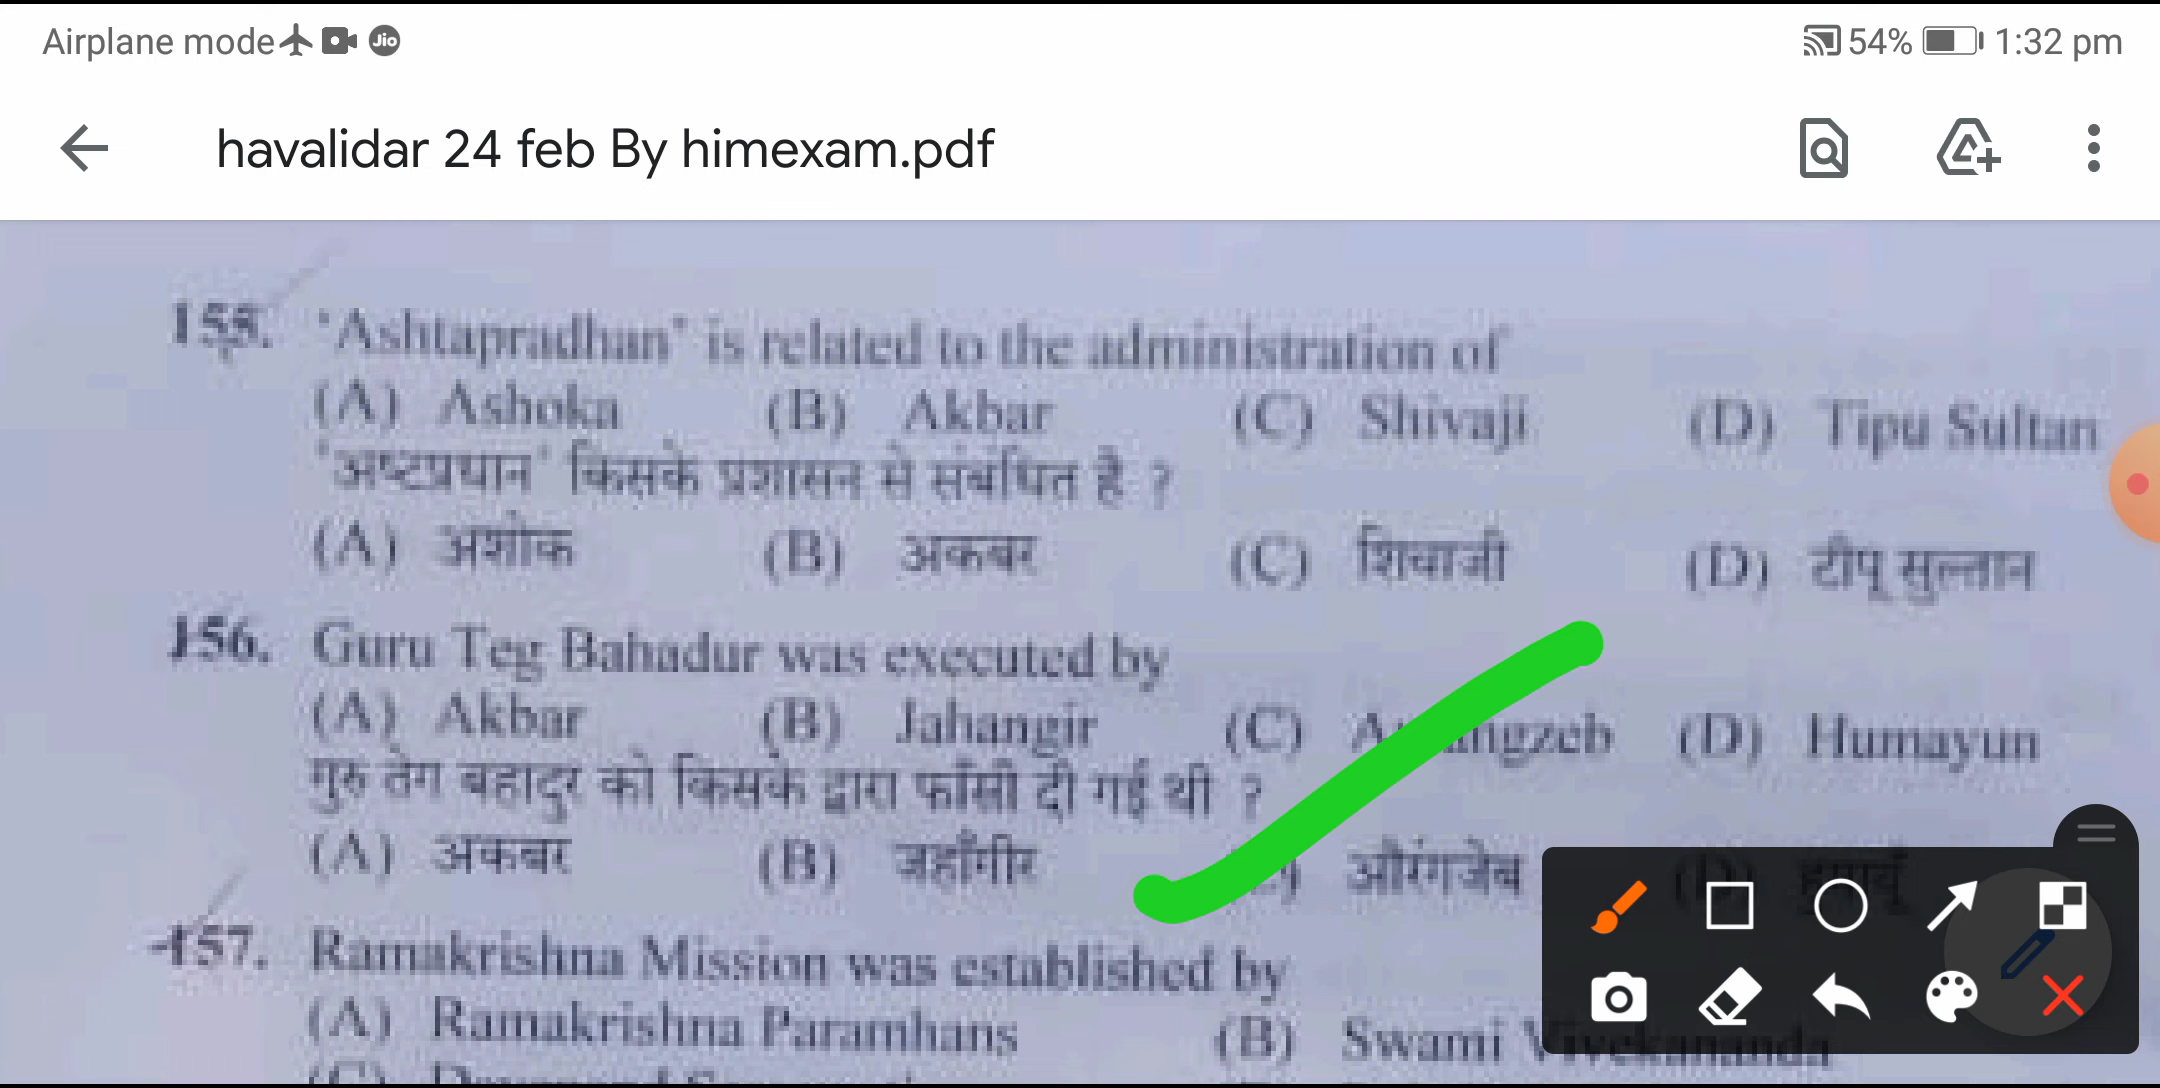 Airplane mode Jio 54% 1:32 pm
havalidar 24 feb By himexam.pdf
155. 'Ashtapradhan' is related to the administration of
(A) Ashoka (B) Akbar (C) Shivaji (D) Tipu Sultan
'अष्टप्रधान' किसके प्रशासन से संबंधित है ?
(A) अशोक (B) अकबर (C) शिवाजी (D) टीपू सुल्तान
156. Guru Teg Bahadur was executed by
(A) Akbar (B) Jahangir (C) Aurangzeb (D) Humayun
गुरु तेग बहादुर को किसके द्वारा फाँसी दी गई थी ?
(A) अकबर (B) जहाँगीर औरंगजेब
157. Ramakrishna Mission was established by
(A) Ramakrishna Paramhans (B) Swami Vivekananda